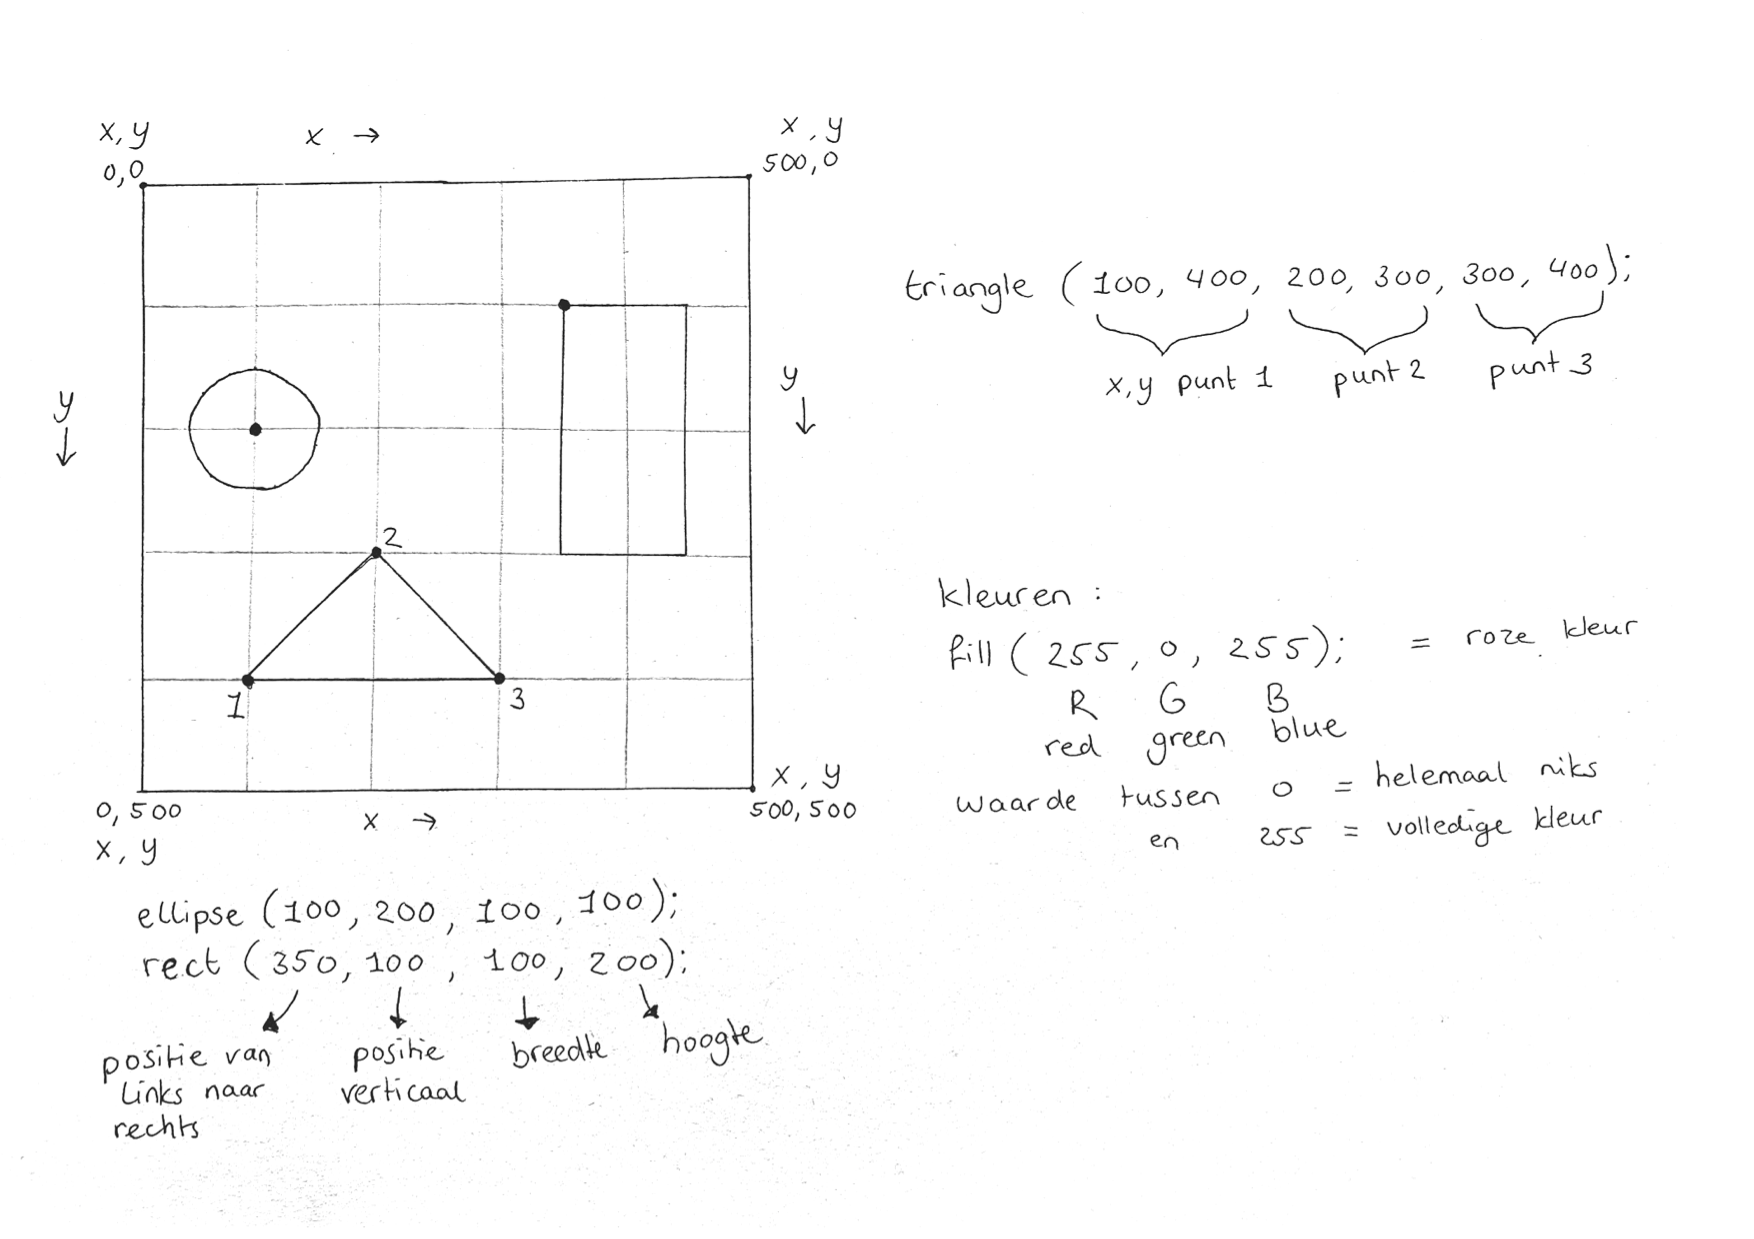 x, y
x →
x, y
0,0
500,0
y
↓
y
↓
2
1
3
x, y
0, 500
x →
500, 500
x, y
ellipse (100, 200, 100, 100);
rect (350, 100, 100, 200);
positie van
links naar
rechts
positie
verticaal
breedte
hoogte
triangle (100, 400, 200, 300, 300, 400);
x, y punt 1
punt 2
punt 3
kleuren :
fill (255, 0, 255); = roze kleur
R G B
red green blue
waarde tussen 0 = helemaal niks
en 255 = volledige kleur